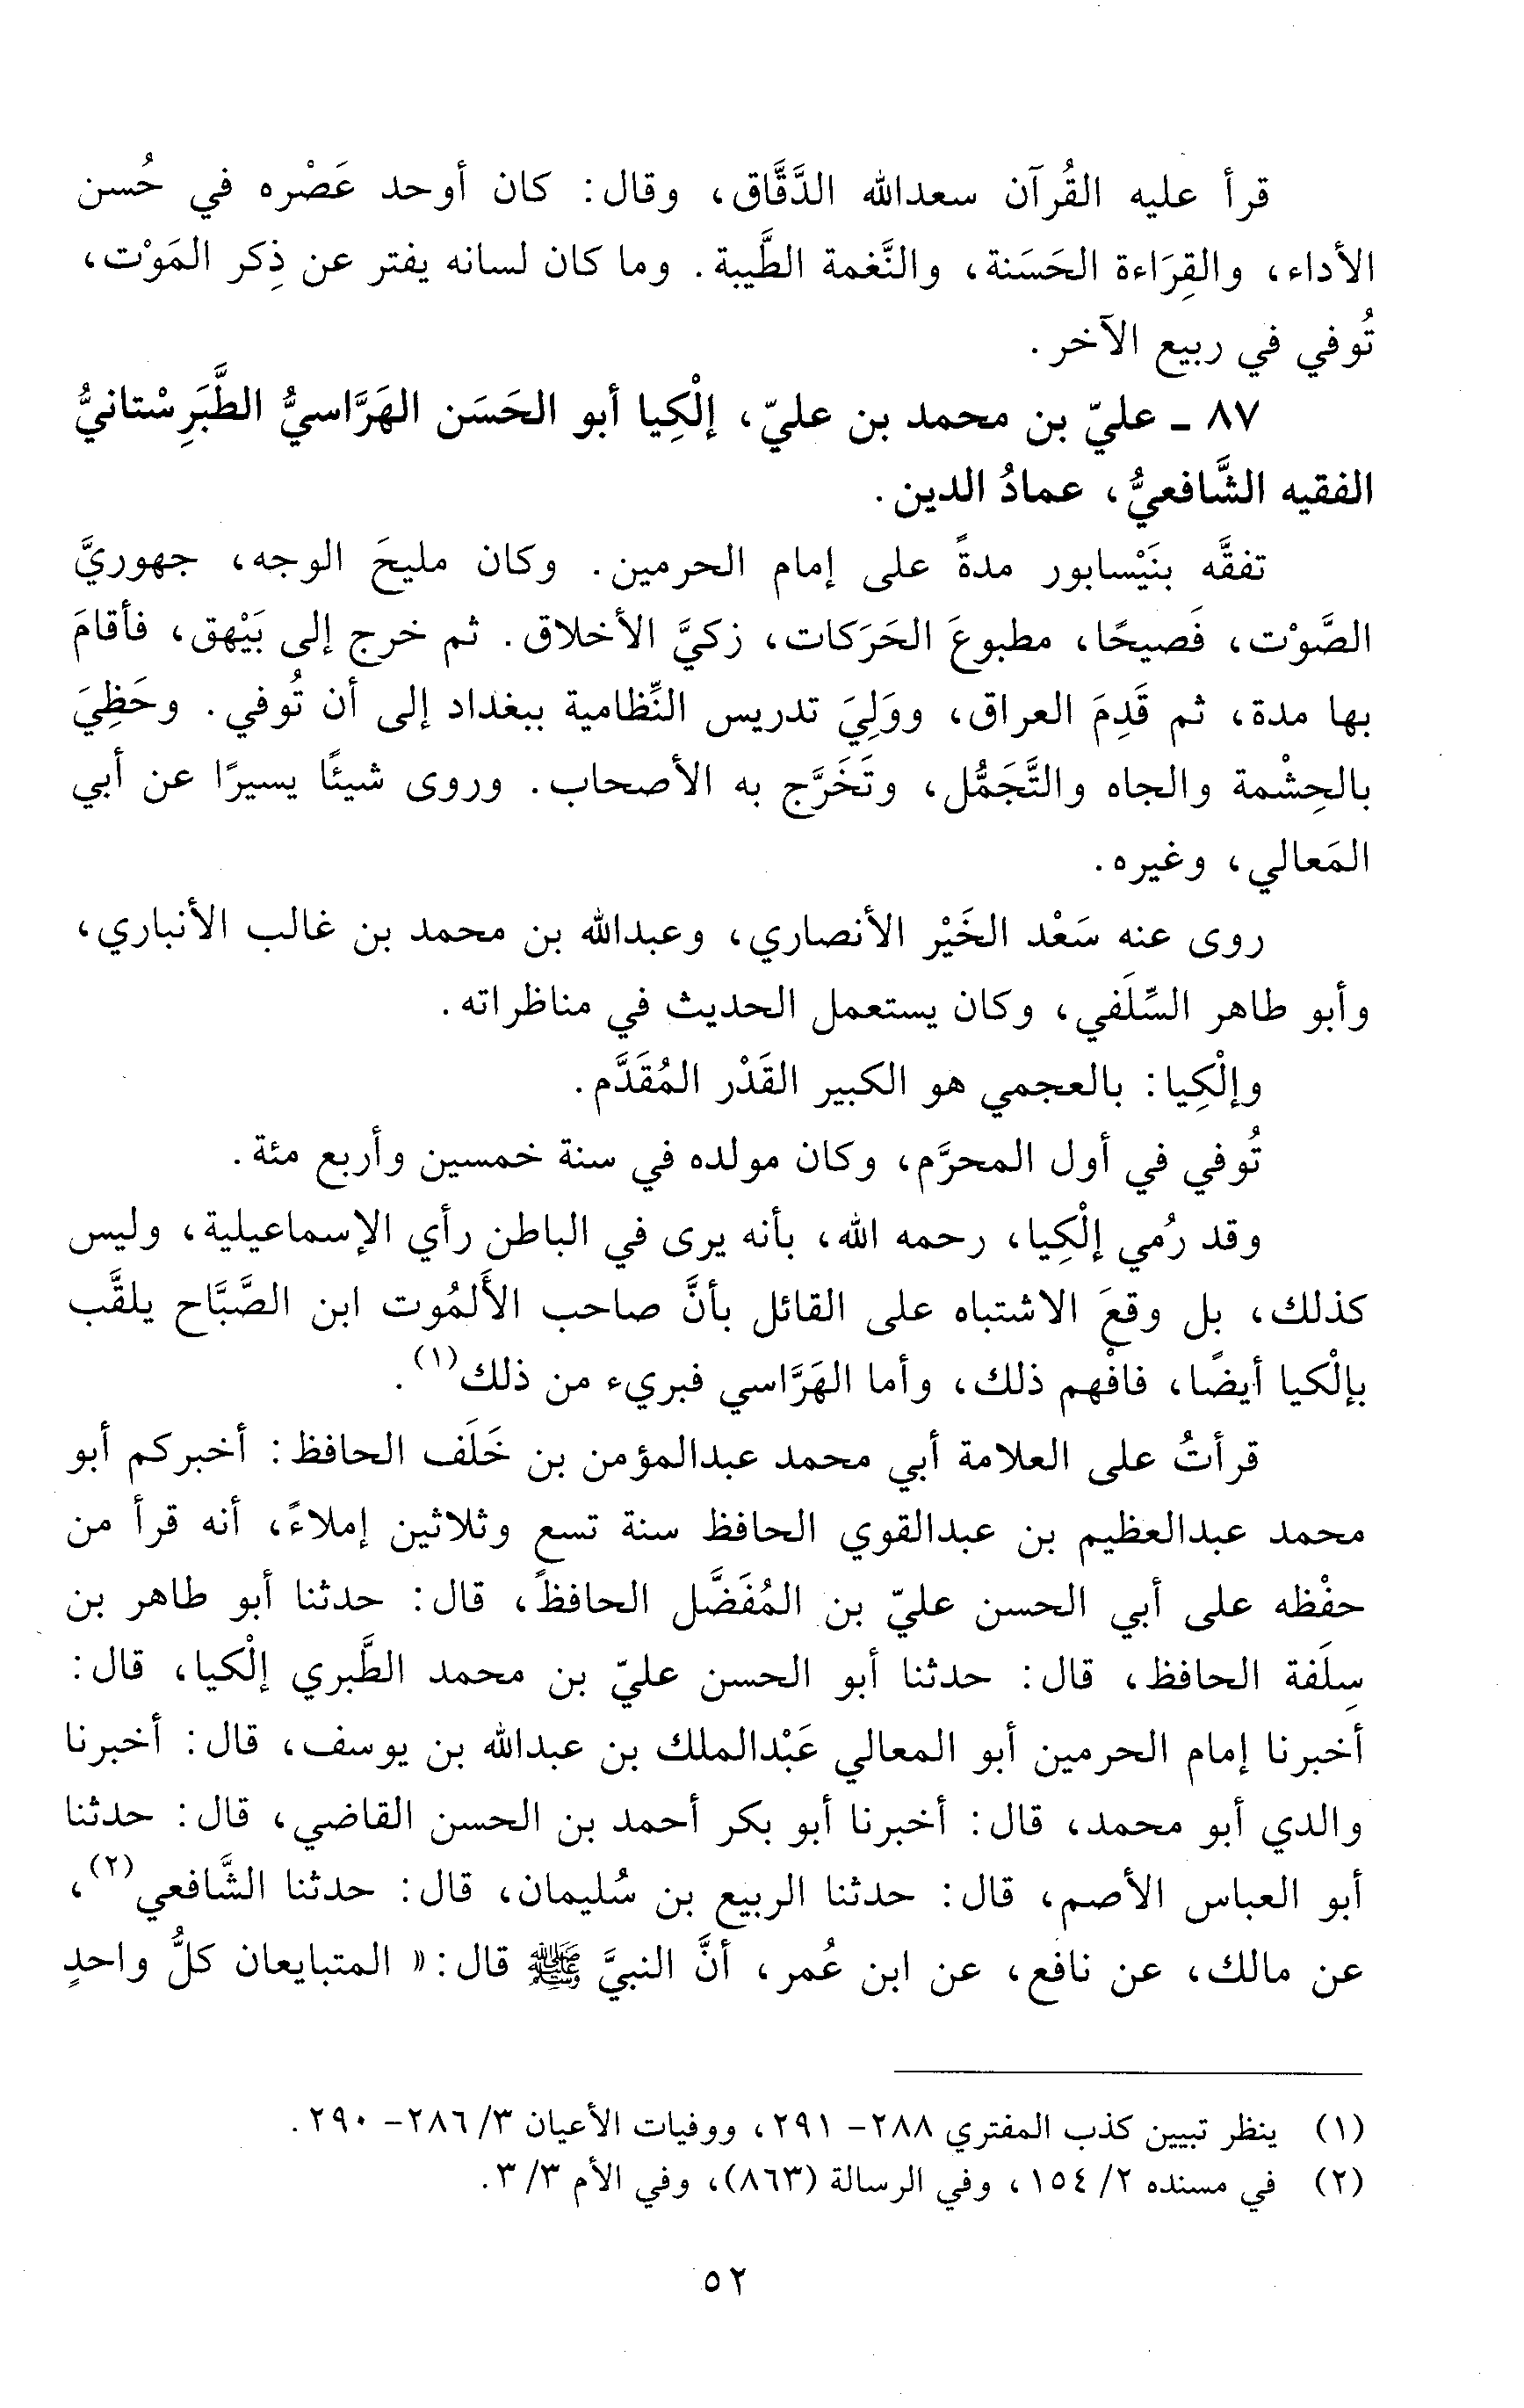 قرأ عليه القُرآن سعدالله الدَّقَّاق، وقال: كان أوحد عَصْره في حُسن
الأداء، والقِرَاءة الحَسَنة، والنَّغمة الطَّيبة. وما كان لسانه يفتر عن ذِكر المَوْت،
تُوفي في ربيع الآخر.
٨٧ ـ عليّ بن محمد بن عليّ، إلْكِيا أبو الحَسَن الهَرَّاسيُّ الطَّبَرِسْتانيُّ
الفقيه الشَّافعيُّ، عمادُ الدين.
تفقَّه بنَيْسابور مدةً على إمام الحرمين. وكان مليحَ الوجه، جهوريَّ
الصَّوْت، فَصيحًا، مطبوعَ الحَرَكات، زكيَّ الأخلاق. ثم خرج إلى بَيْهق، فأقامَ
بها مدة، ثم قَدِمَ العراق، ووَلِيَ تدريس النِّظامية ببغداد إلى أن تُوفي. وحَظِيَ
بالحِشْمة والجاه والتَّجَمُّل، وتَخَرَّج به الأصحاب. وروى شيئًا يسيرًا عن أبي
المَعالي، وغيره.
روى عنه سَعْد الخَيْر الأنصاري، وعبدالله بن محمد بن غالب الأنباري،
وأبو طاهر السِّلَفي، وكان يستعمل الحديث في مناظراته.
وإلْكِيا: بالعجمي هو الكبير القَدْر المُقَدَّم.
تُوفي في أول المحرَّم، وكان مولده في سنة خمسين وأربع مئة.
وقد رُمي إلْكِيا، رحمه الله، بأنه يرى في الباطن رأي الإسماعيلية، وليس
كذلك، بل وقعَ الاشتباه على القائل بأنَّ صاحب الأَلمُوت ابن الصَّبَّاح يلقَّب
بإلْكيا أيضًا، فافْهم ذلك، وأما الهَرَّاسي فبريء من ذلك(١).
قرأتُ على العلامة أبي محمد عبدالمؤمن بن خَلَف الحافظ: أخبركم أبو
محمد عبدالعظيم بن عبدالقوي الحافظ سنة تسع وثلاثين إملاءً، أنه قرأ من
حفْظه على أبي الحسن عليّ بن المُفَضَّل الحافظ، قال: حدثنا أبو طاهر بن
سِلَفة الحافظ، قال: حدثنا أبو الحسن عليّ بن محمد الطَّبري إلْكيا، قال:
أخبرنا إمام الحرمين أبو المعالي عَبْدالملك بن عبدالله بن يوسف، قال: أخبرنا
والدي أبو محمد، قال: أخبرنا أبو بكر أحمد بن الحسن القاضي، قال: حدثنا
أبو العباس الأصم، قال: حدثنا الربيع بن سُليمان، قال: حدثنا الشَّافعي(٢)،
عن مالك، عن نافع، عن ابن عُمر، أنَّ النبيَّ ﷺ قال: « المتبايعان كلُّ واحدٍ
(١) ينظر تبيين كذب المفتري ٢٨٨- ٢٩١، ووفيات الأعيان ٣/ ٢٨٦- ٢٩٠.
(٢) في مسنده ٢/ ١٥٤، وفي الرسالة (٨٦٣)، وفي الأم ٣/ ٣.
٥٢